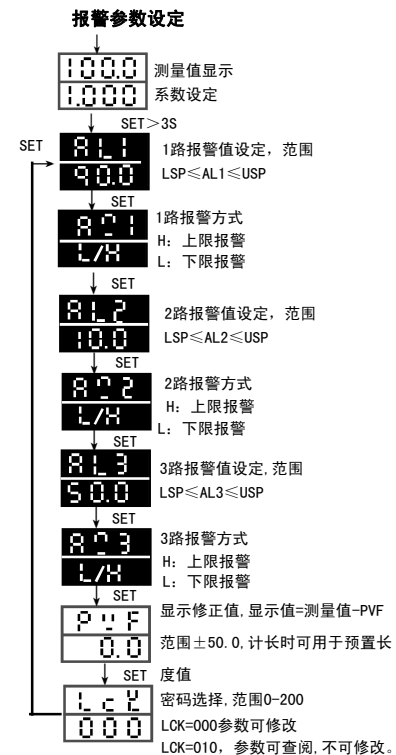 报警参数设定
100.0
测量值显示
1.000
系数设定
SET>3S
SET
AL1
1路报警值设定，范围
90.0
LSP≤AL1≤USP
SET
1路报警方式
H：上限报警
L/H
L：下限报警
SET
AL2
2路报警值设定，范围
10.0
LSP≤AL2≤USP
SET
2路报警方式
H：上限报警
L/H
L：下限报警
SET
AL3
3路报警值设定,范围
50.0
LSP≤AL3≤USP
SET
3路报警方式
H：上限报警
L/H
L：下限报警
SET
显示修正值,显示值=测量值-PVF
PVF
0.0
范围±50.0,计长时可用于预置长
SET
度值
LcK
密码选择,范围0-200
000
LCK=000参数可修改
LCK=010，参数可查阅,不可修改。